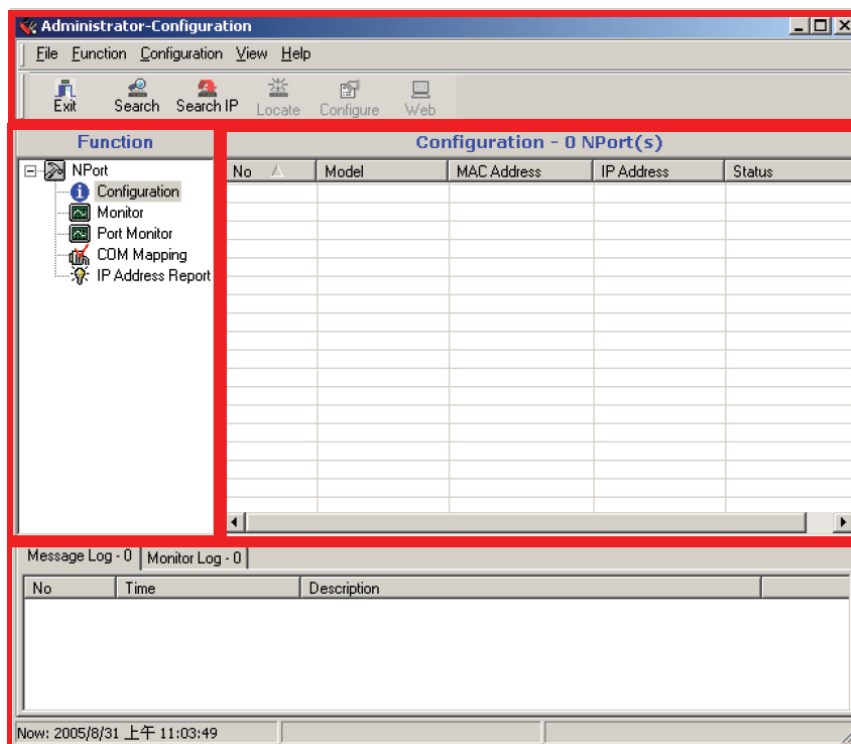 Administrator-Configuration
File Function Configuration View Help
Exit Search Search IP Locate Configure Web
Function
Configuration - 0 NPort(s)
NPort
Configuration
Monitor
Port Monitor
COM Mapping
IP Address Report
No Model MAC Address IP Address Status
Message Log - 0 Monitor Log - 0
No Time Description
Now: 2005/8/31 上午 11:03:49